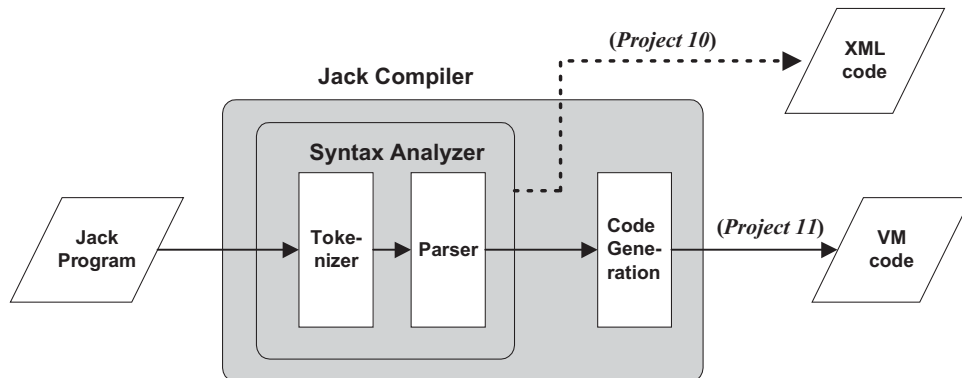 (Project 10)
XML
code
Jack Compiler
Syntax Analyzer
Jack
Program
Toke-
nizer
Parser
Code
Gene-
ration
(Project 11)
VM
code